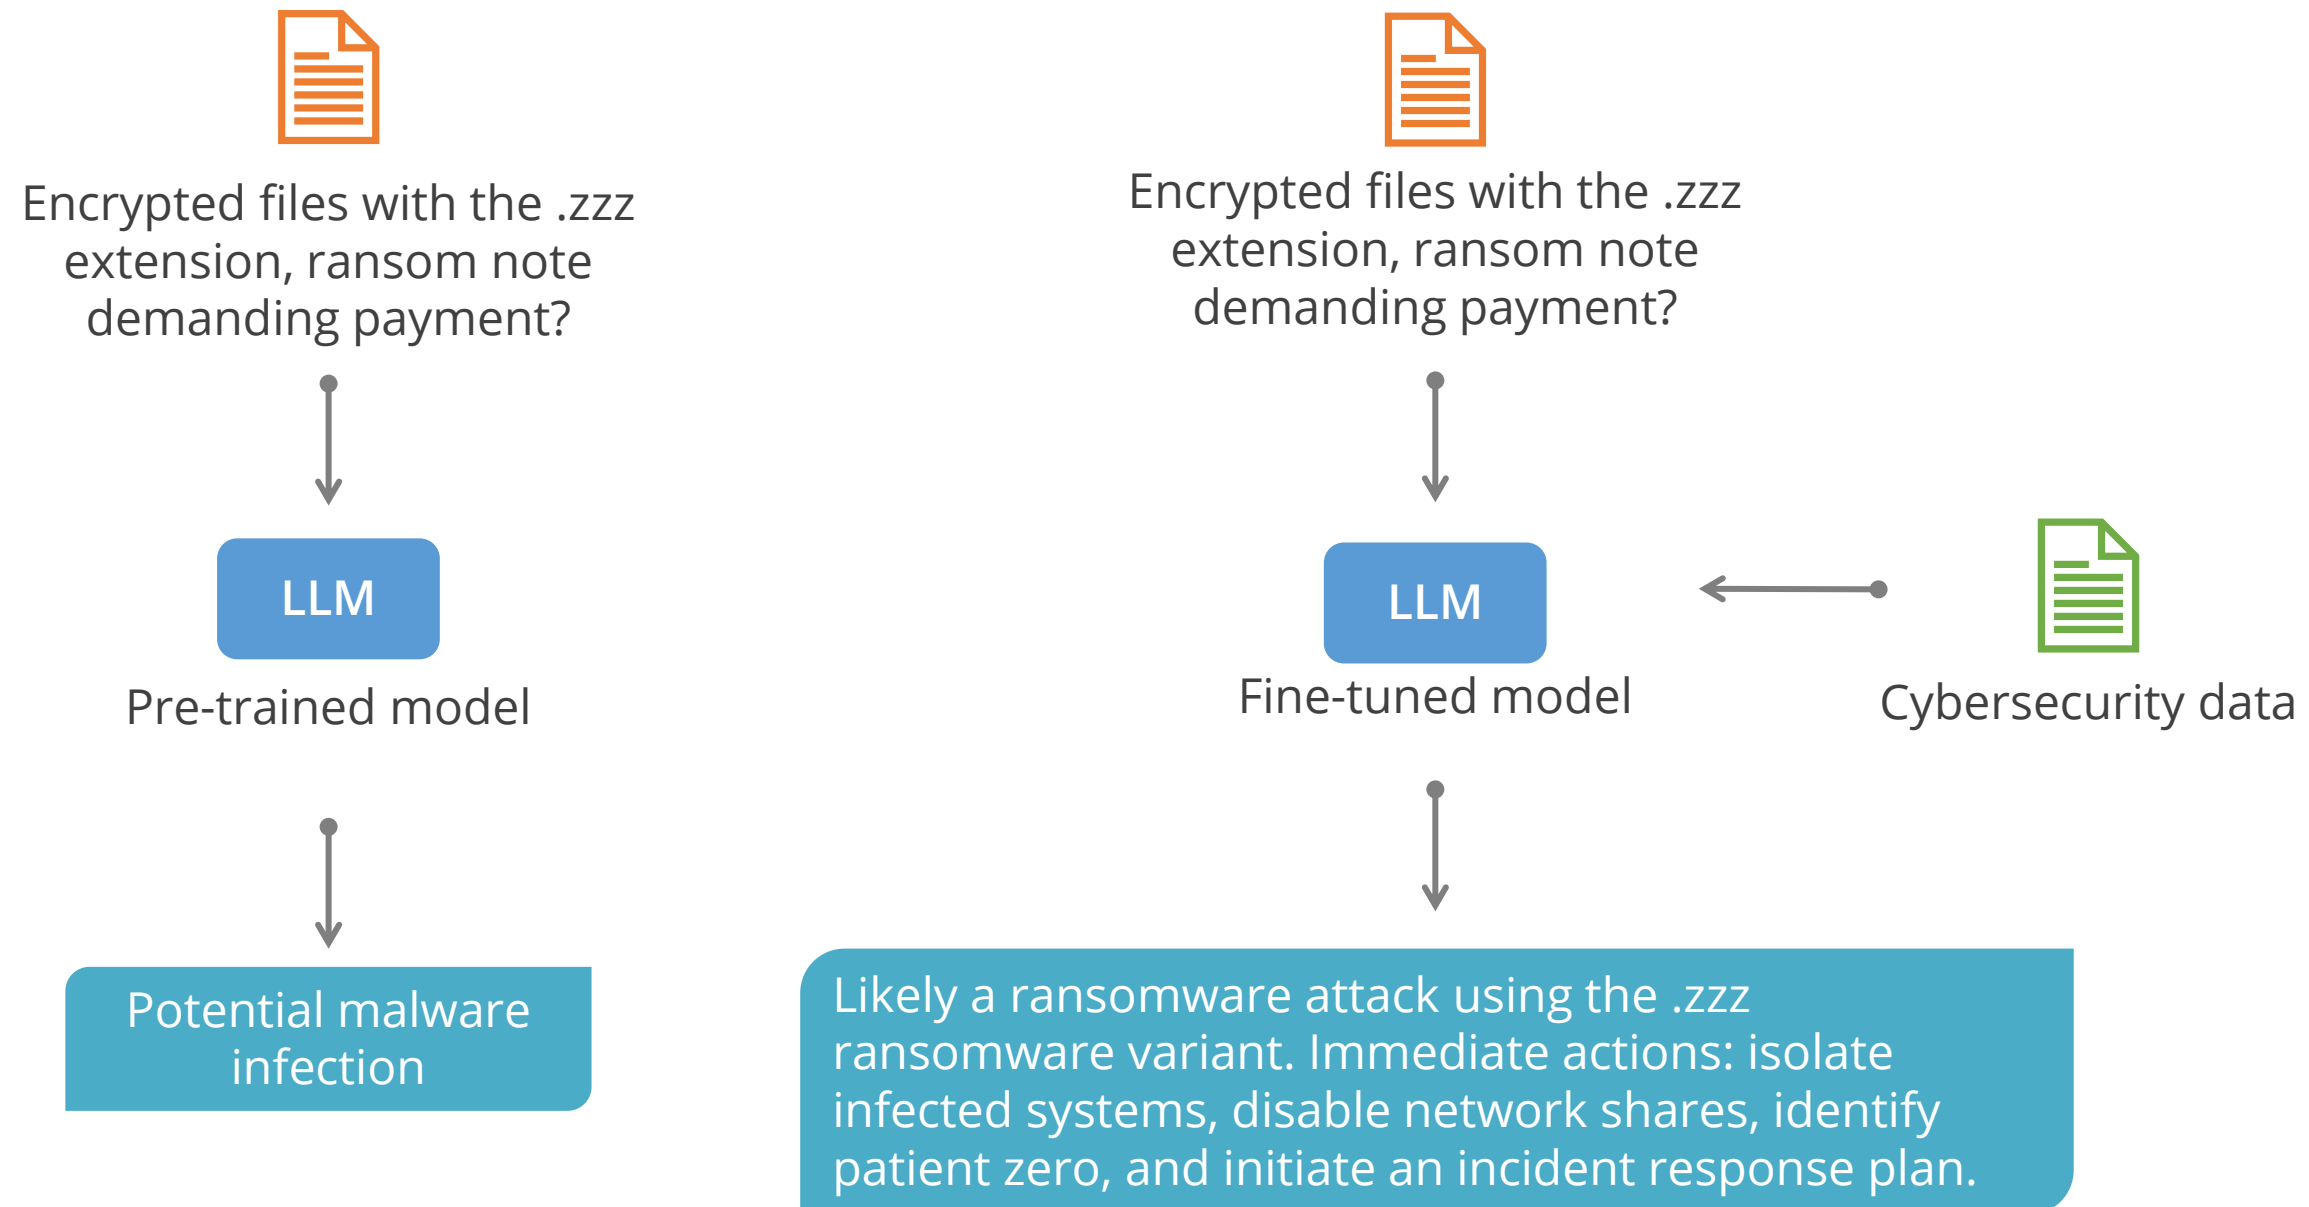 Encrypted files with the .zzz
extension, ransom note
demanding payment?
LLM
Pre-trained model
Potential malware
infection
Encrypted files with the .zzz
extension, ransom note
demanding payment?
LLM
Fine-tuned model
Cybersecurity data
Likely a ransomware attack using the .zzz
ransomware variant. Immediate actions: isolate
infected systems, disable network shares, identify
patient zero, and initiate an incident response plan.